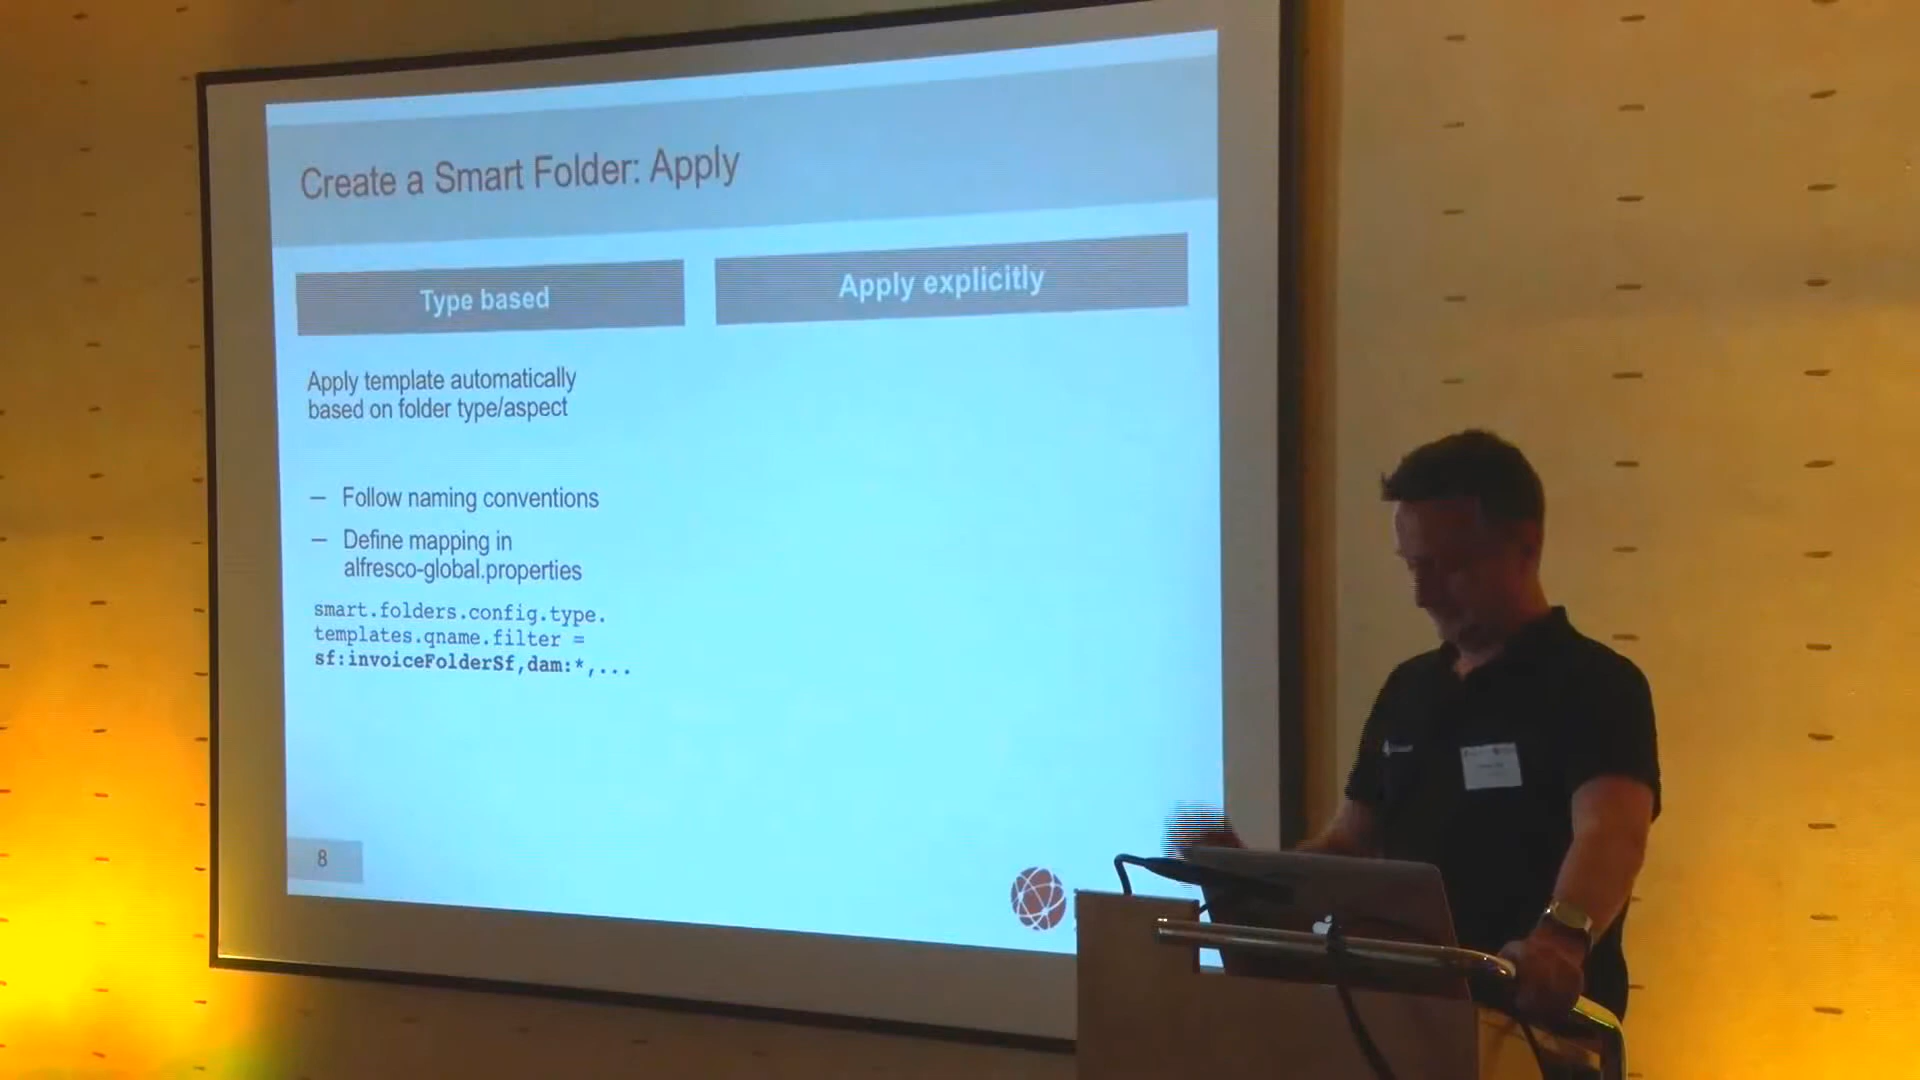 Create a Smart Folder: Apply
Type based
Apply explicitly
Apply template automatically
based on folder type/aspect
— Follow naming conventions
— Define mapping in
alfresco-global.properties
smart.folders.config.type.
templates.qname.filter =
sf:invoiceFolderSf,dam:*,...
8